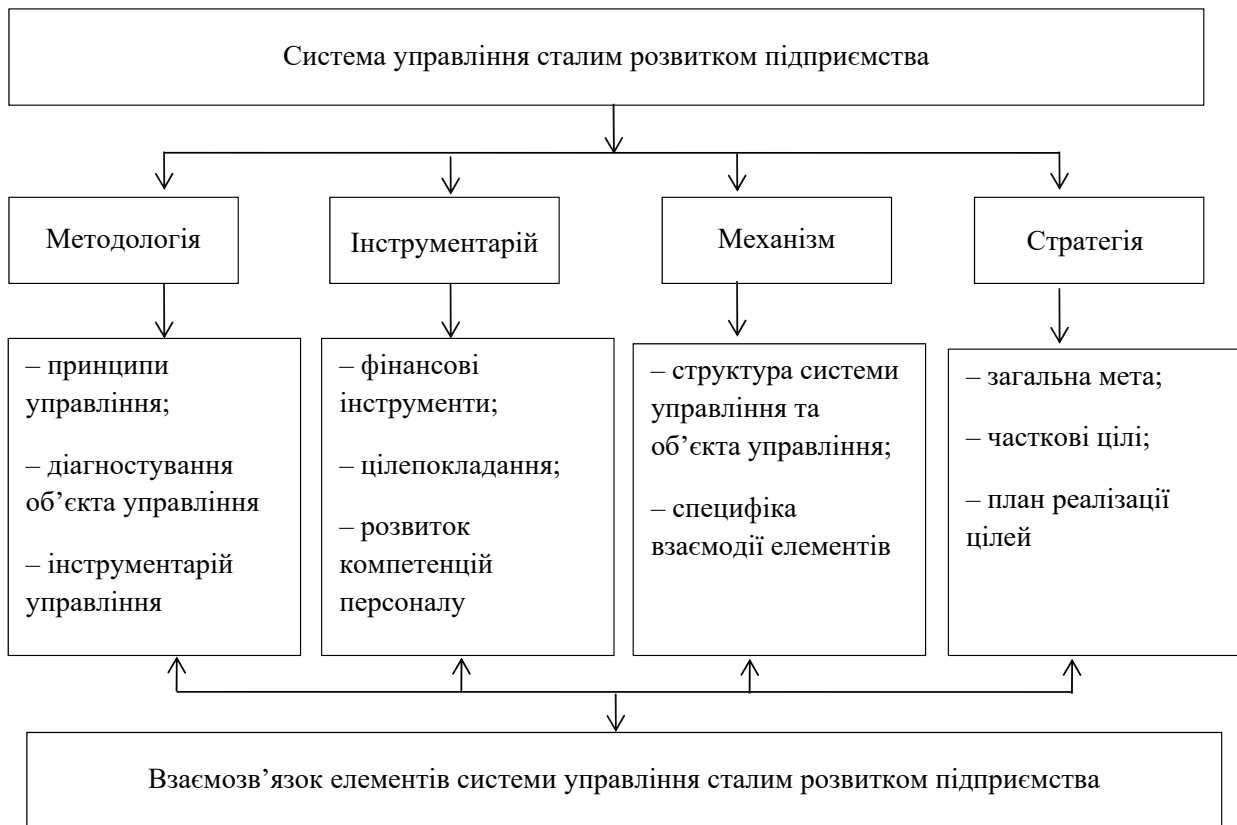 Система управління сталим розвитком підприємства
Методологія
Інструментарій
Механізм
Стратегія
– принципи
управління;
– діагностування
об’єкта управління
– інструментарій
управління
– фінансові
інструменти;
– цілепокладання;
– розвиток
компетенцій
персоналу
– структура системи
управління та
об’єкта управління;
– специфіка
взаємодії елементів
– загальна мета;
– часткові цілі;
– план реалізації
цілей
Взаємозв’язок елементів системи управління сталим розвитком підприємства